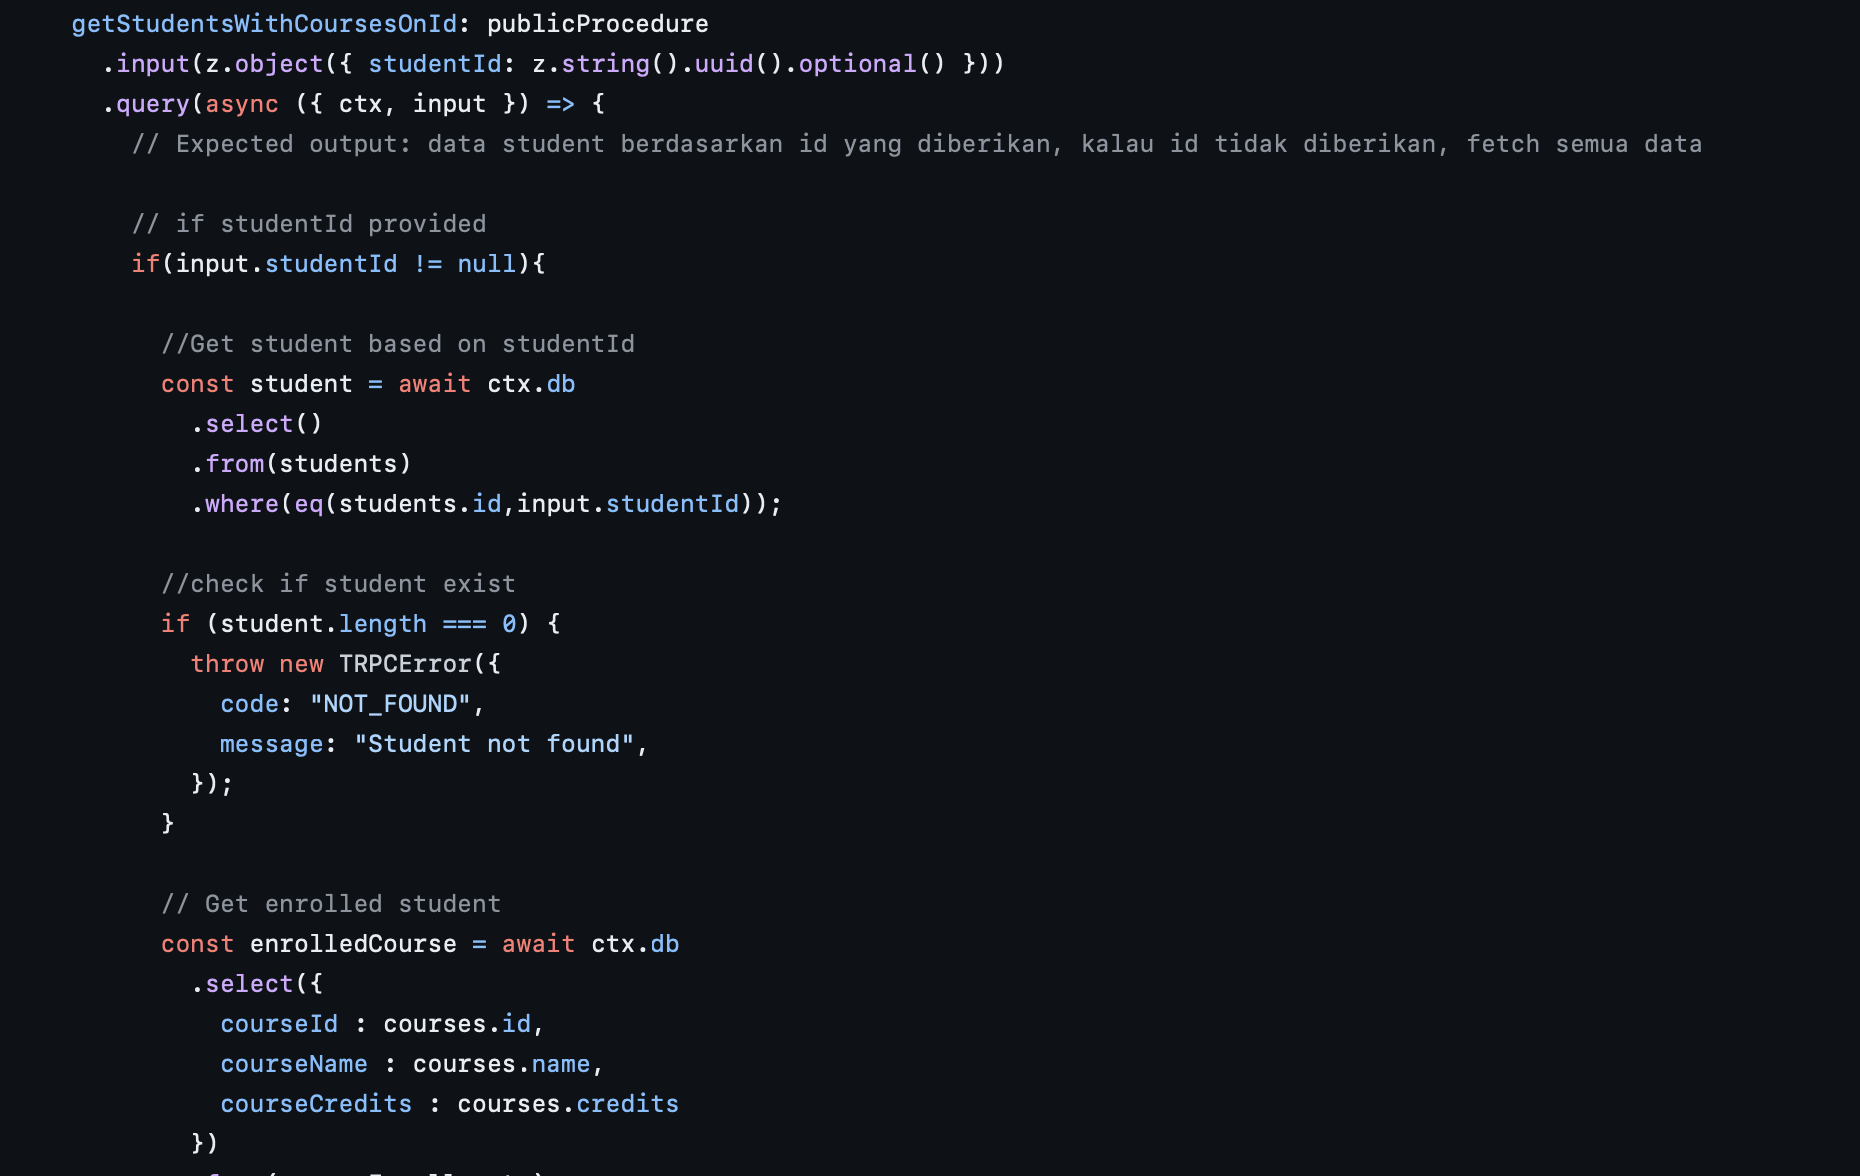 getStudentsWithCoursesOnId: publicProcedure
.input(z.object({ studentId: z.string().uuid().optional() }))
.query(async ({ ctx, input }) => {
// Expected output: data student berdasarkan id yang diberikan, kalau id tidak diberikan, fetch semua data
// if studentId provided
if(input.studentId != null){
//Get student based on studentId
const student = await ctx.db
.select()
.from(students)
.where(eq(students.id,input.studentId));
//check if student exist
if (student.length === 0) {
throw new TRPCError({
code: "NOT_FOUND",
message: "Student not found",
});
}
// Get enrolled student
const enrolledCourse = await ctx.db
.select({
courseId : courses.id,
courseName : courses.name,
courseCredits : courses.credits
})